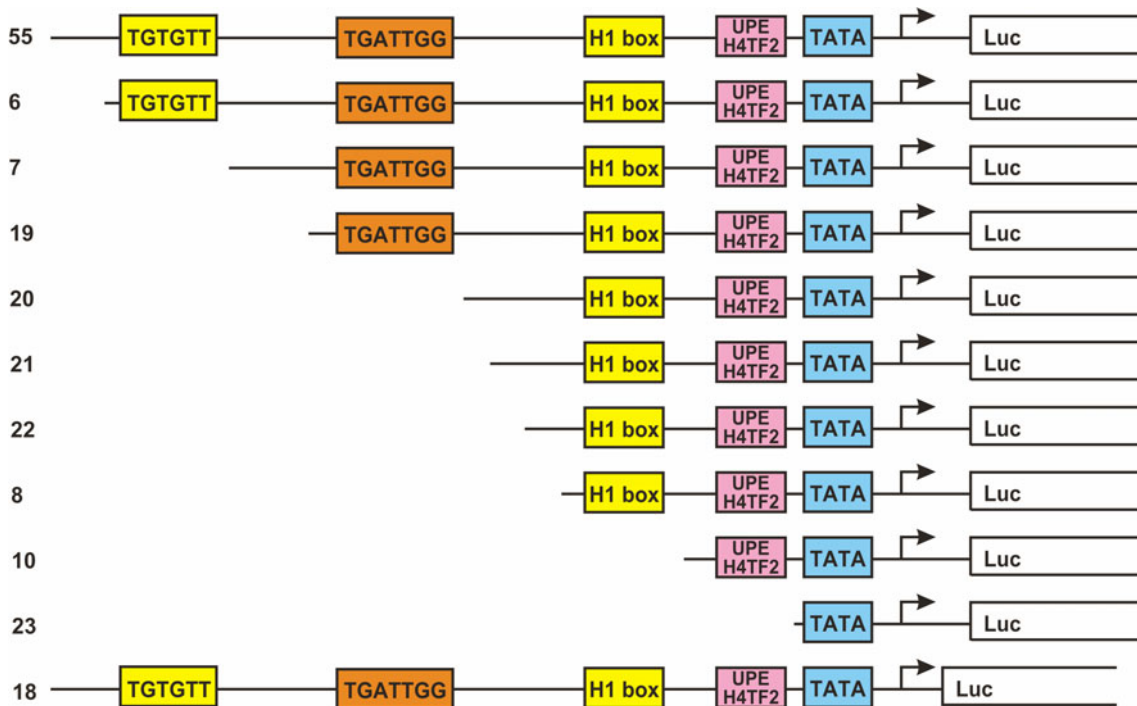 55 TGTGTT TGATTGG H1 box UPE H4TF2 TATA Luc
6 TGTGTT TGATTGG H1 box UPE H4TF2 TATA Luc
7 TGATTGG H1 box UPE H4TF2 TATA Luc
19 TGATTGG H1 box UPE H4TF2 TATA Luc
20 H1 box UPE H4TF2 TATA Luc
21 H1 box UPE H4TF2 TATA Luc
22 H1 box UPE H4TF2 TATA Luc
8 H1 box UPE H4TF2 TATA Luc
10 UPE H4TF2 TATA Luc
23 TATA Luc
18 TGTGTT TGATTGG H1 box UPE H4TF2 TATA Luc